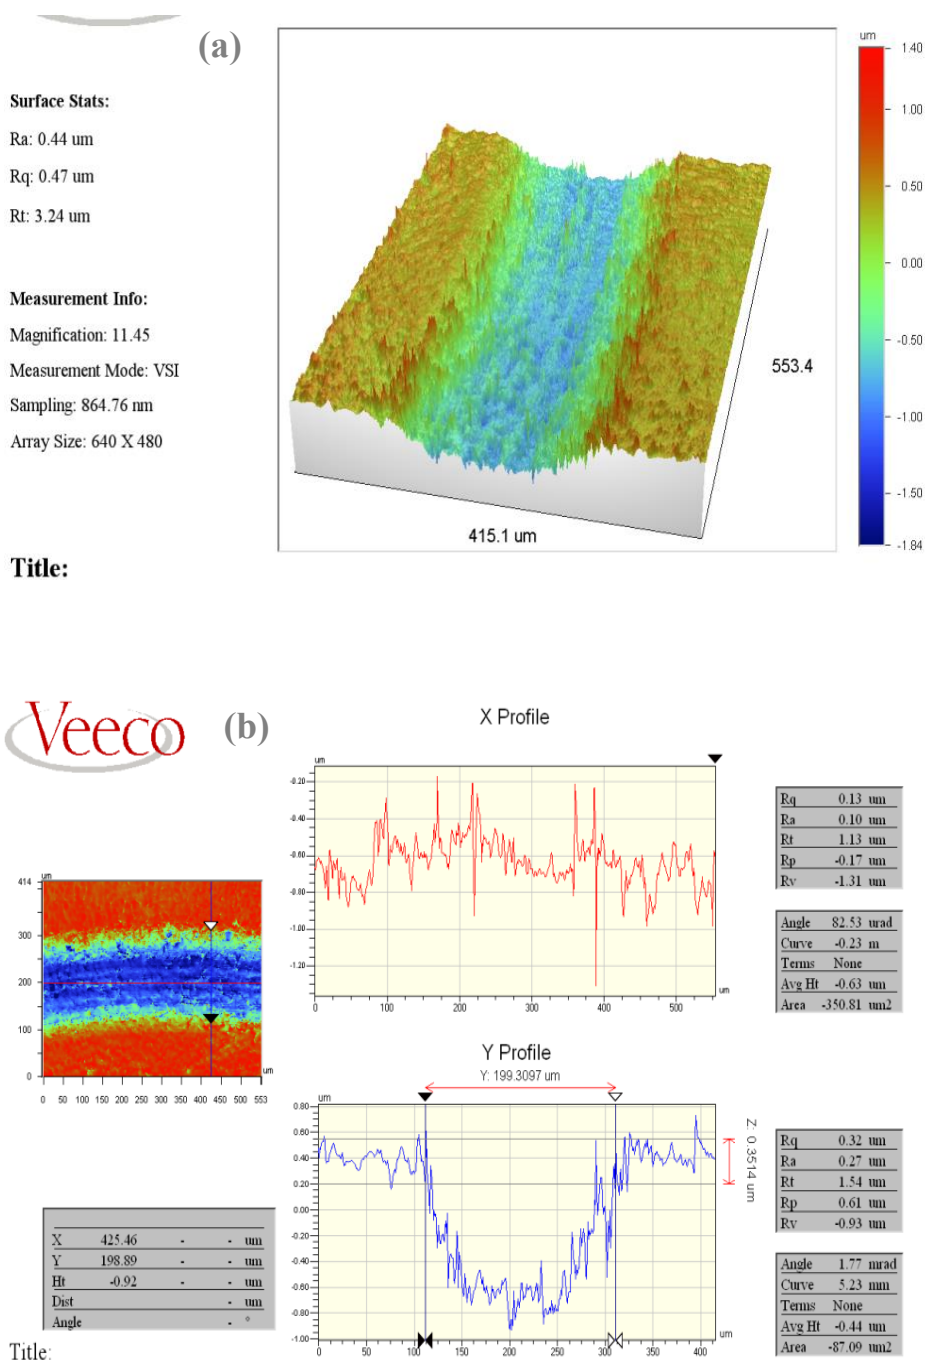 (a)
um
1.40
1.00
0.50
0.00
-0.50
-1.00
-1.50
-1.84
Surface Stats:
Ra: 0.44 um
Rq: 0.47 um
Rt: 3.24 um
Measurement Info:
Magnification: 11.45
Measurement Mode: VSI
Sampling: 864.76 nm
Array Size: 640 X 480
553.4
415.1 um
Title:
Veeco
(b)
X Profile
um
-0.20
-0.40
-0.60
-0.80
-1.00
-1.20
um
0 100 200 300 400 500
Rq 0.13 um
Ra 0.10 um
Rt 1.13 um
Rp -0.17 um
Rv -1.31 um
Angle 82.53 urad
Curve -0.23 m
Terms None
Avg Ht -0.63 um
Area -350.81 um2
um
414
300
200
100
0
um
0 50 100 150 200 250 300 350 400 450 500 553
Y Profile
Y: 199.3097 um
um
0.80
0.60
0.40
0.20
0.00
-0.20
-0.40
-0.60
-0.80
-1.00
um
0 50 100 150 200 250 300 350 400
Z: 0.3514 um
Rq 0.32 um
Ra 0.27 um
Rt 1.54 um
Rp 0.61 um
Rv -0.93 um
Angle 1.77 mrad
Curve 5.23 mm
Terms None
Avg Ht -0.44 um
Area -87.09 um2
X 425.46 - - um
Y 198.89 - - um
Ht -0.92 - - um
Dist - um
Angle - °
Title: